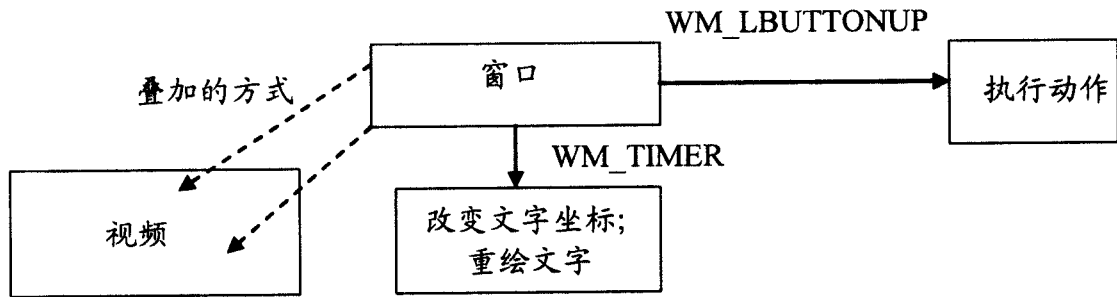 WM_LBUTTONUP
窗口
执行动作
叠加的方式
WM_TIMER
视频
改变文字坐标;
重绘文字